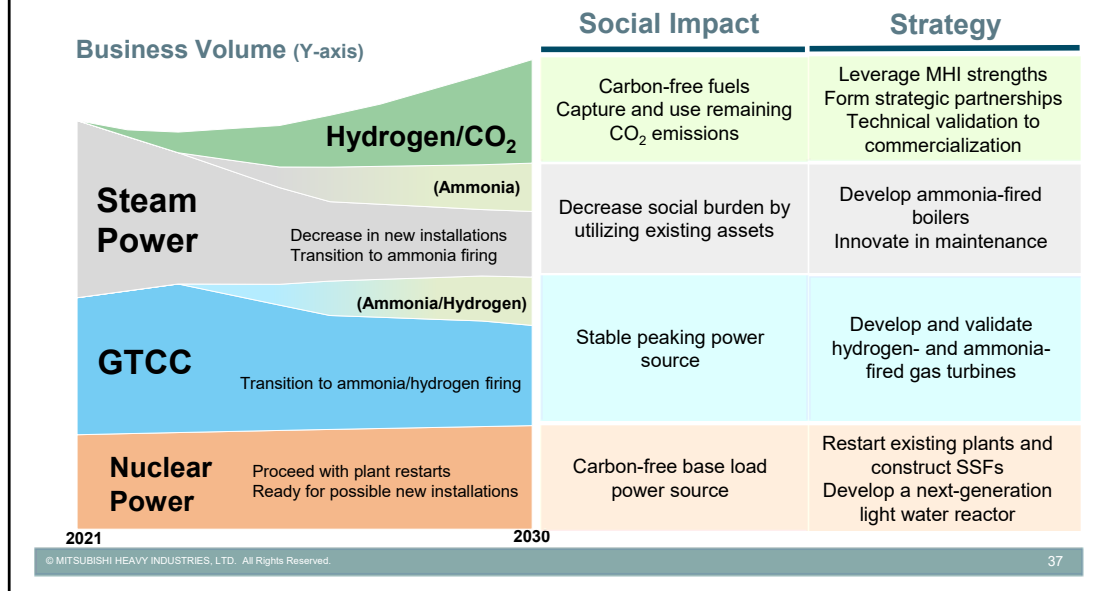 Social Impact
Strategy
Business Volume (Y-axis)
Hydrogen/CO2
Carbon-free fuels
Capture and use remaining
CO2 emissions
Leverage MHI strengths
Form strategic partnerships
Technical validation to
commercialization
(Ammonia)
Steam
Power
Decrease in new installations
Transition to ammonia firing
Decrease social burden by
utilizing existing assets
Develop ammonia-fired
boilers
Innovate in maintenance
(Ammonia/Hydrogen)
GTCC
Transition to ammonia/hydrogen firing
Stable peaking power
source
Develop and validate
hydrogen- and ammonia-
fired gas turbines
Nuclear
Power
Proceed with plant restarts
Ready for possible new installations
Carbon-free base load
power source
Restart existing plants and
construct SSFs
Develop a next-generation
light water reactor
2021
2030
© MITSUBISHI HEAVY INDUSTRIES, LTD. All Rights Reserved.
37